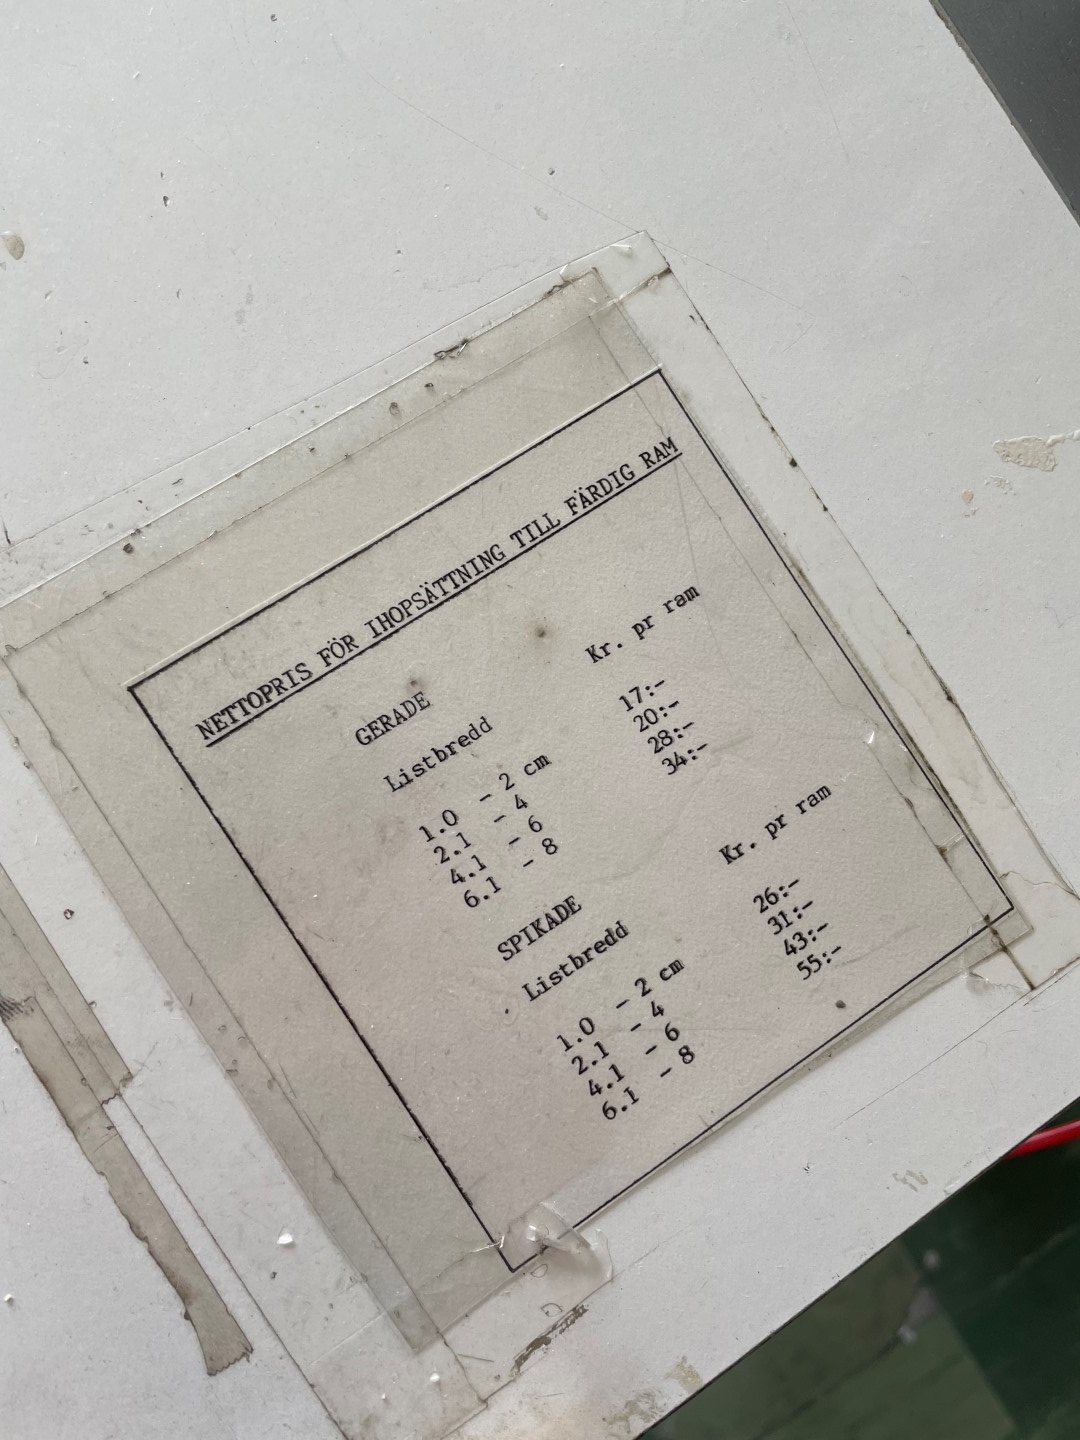 NETTOPRIS FÖR IHOPSÄTTNING TILL FÄRDIG RAM
GERADE
Listbredd Kr. pr ram
1.0 - 2 cm 17:-
2.1 - 4 20:-
4.1 - 6 28:-
6.1 - 8 34:-
SPIKADE
Listbredd Kr. pr ram
1.0 - 2 cm 26:-
2.1 - 4 31:-
4.1 - 6 43:-
6.1 - 8 55:-